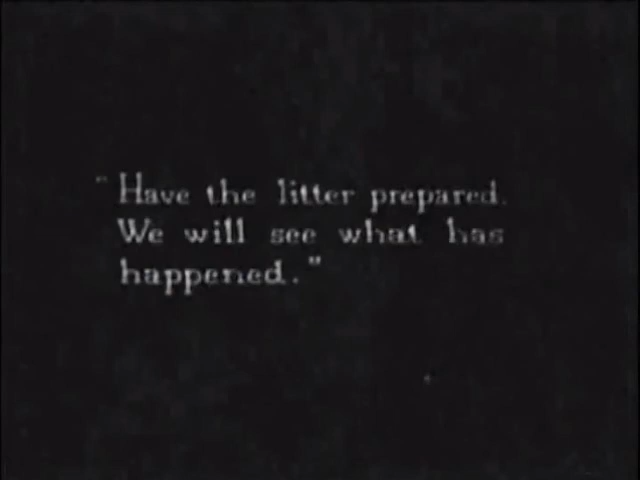 "Have the litter prepared.
We will see what has
happened."